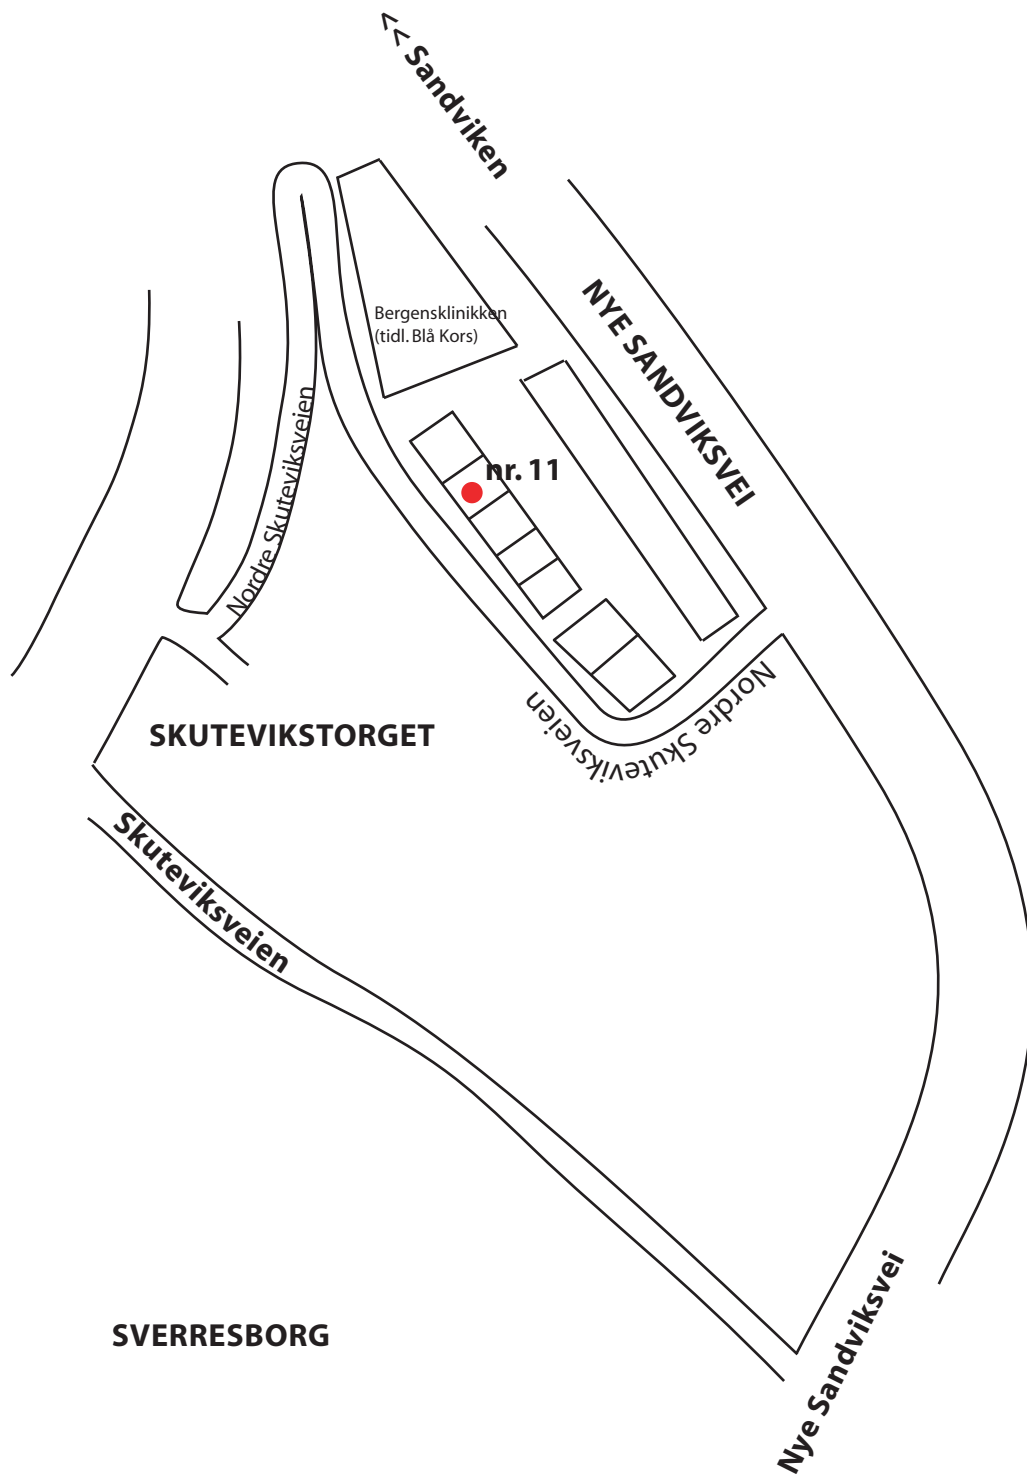 << Sandviken
NYE SANDVIKSVEI
Bergensklinikken
(tidl. Blå Kors)
Nordre Skuteviksveien
nr. 11
Nordre Skuteviksveien
SKUTEVIKSTORGET
Skuteviksveien
Nye Sandviksvei
SVERRESBORG